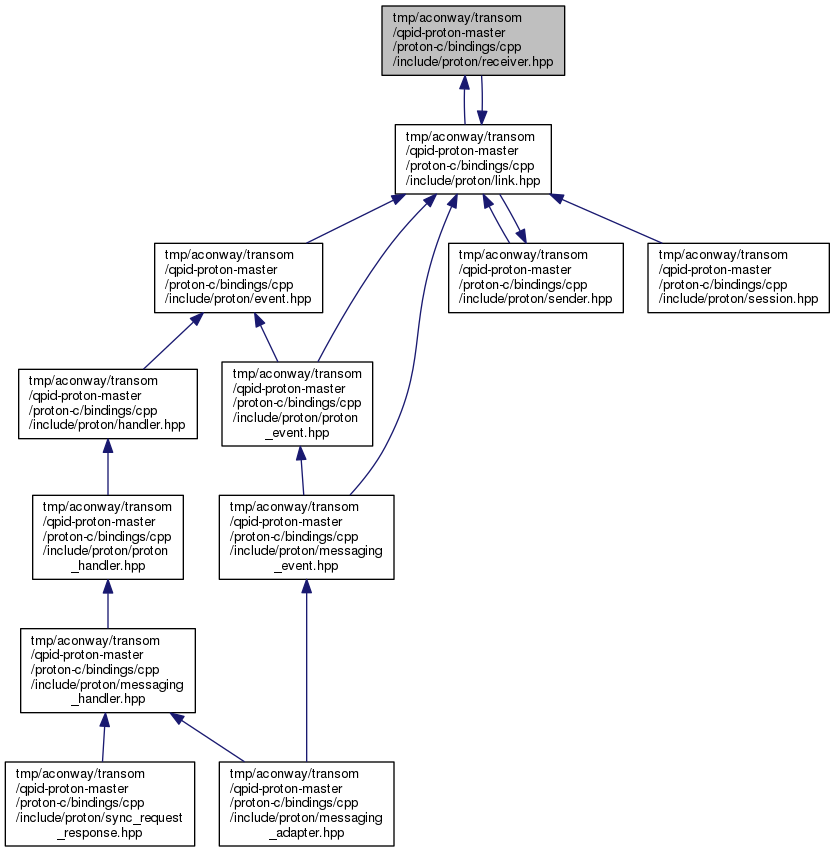 tmp/aconway/transom
/qpid-proton-master
/proton-c/bindings/cpp
/include/proton/receiver.hpp
tmp/aconway/transom
/qpid-proton-master
/proton-c/bindings/cpp
/include/proton/link.hpp
tmp/aconway/transom
/qpid-proton-master
/proton-c/bindings/cpp
/include/proton/event.hpp
tmp/aconway/transom
/qpid-proton-master
/proton-c/bindings/cpp
/include/proton/sender.hpp
tmp/aconway/transom
/qpid-proton-master
/proton-c/bindings/cpp
/include/proton/session.hpp
tmp/aconway/transom
/qpid-proton-master
/proton-c/bindings/cpp
/include/proton/handler.hpp
tmp/aconway/transom
/qpid-proton-master
/proton-c/bindings/cpp
/include/proton/proton
_event.hpp
tmp/aconway/transom
/qpid-proton-master
/proton-c/bindings/cpp
/include/proton/proton
_handler.hpp
tmp/aconway/transom
/qpid-proton-master
/proton-c/bindings/cpp
/include/proton/messaging
_event.hpp
tmp/aconway/transom
/qpid-proton-master
/proton-c/bindings/cpp
/include/proton/messaging
_handler.hpp
tmp/aconway/transom
/qpid-proton-master
/proton-c/bindings/cpp
/include/proton/sync_request
_response.hpp
tmp/aconway/transom
/qpid-proton-master
/proton-c/bindings/cpp
/include/proton/messaging
_adapter.hpp